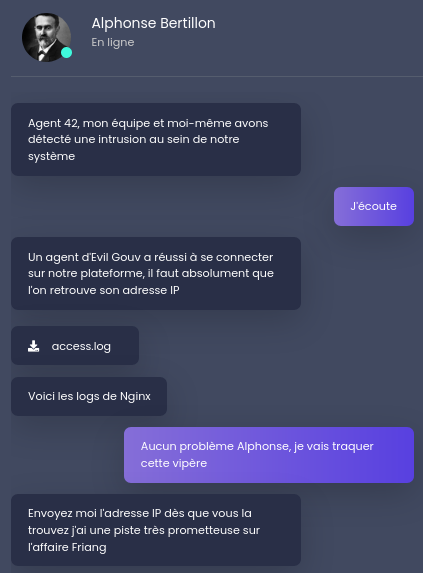 Alphonse Bertillon
En ligne
Agent 42, mon équipe et moi-même avons
détecté une intrusion au sein de notre
système
J'écoute
Un agent d'Evil Gouv a réussi à se connecter
sur notre plateforme, il faut absolument que
l'on retrouve son adresse IP
access.log
Voici les logs de Nginx
Aucun problème Alphonse, je vais traquer
cette vipère
Envoyez moi l'adresse IP dès que vous la
trouvez j'ai une piste très prometteuse sur
l'affaire Friang